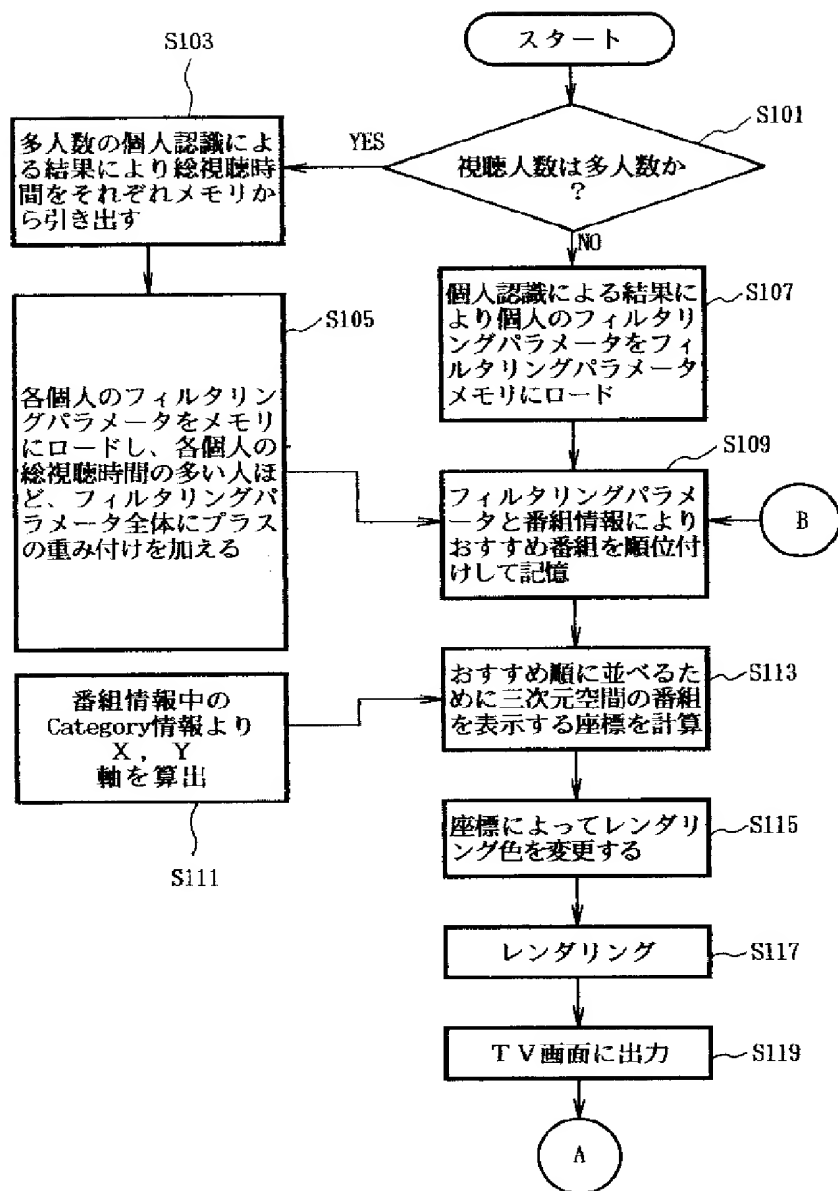 S103
スタート
S101
YES
多人数の個人認識によ
る結果により総視聴時
間をそれぞれメモリか
ら引き出す
視聴人数は多人数か
?
NO
S107
個人認識による結果に
より個人のフィルタリ
ングパラメータをフィ
ルタリングパラメータ
メモリにロード
S105
各個人のフィルタリン
グパラメータをメモリ
にロードし、各個人の
総視聴時間の多い人ほ
ど、フィルタリングパ
ラメータ全体にプラス
の重み付けを加える
S109
フィルタリングパラメ
ータと番組情報により
おすすめ番組を順位付
けして記憶
B
番組情報中の
Category情報より
X, Y
軸を算出
S111
おすすめ順に並べるた
めに三次元空間の番組
を表示する座標を計算
S113
座標によってレンダリ
ング色を変更する
S115
レンダリング
S117
TV画面に出力
S119
A